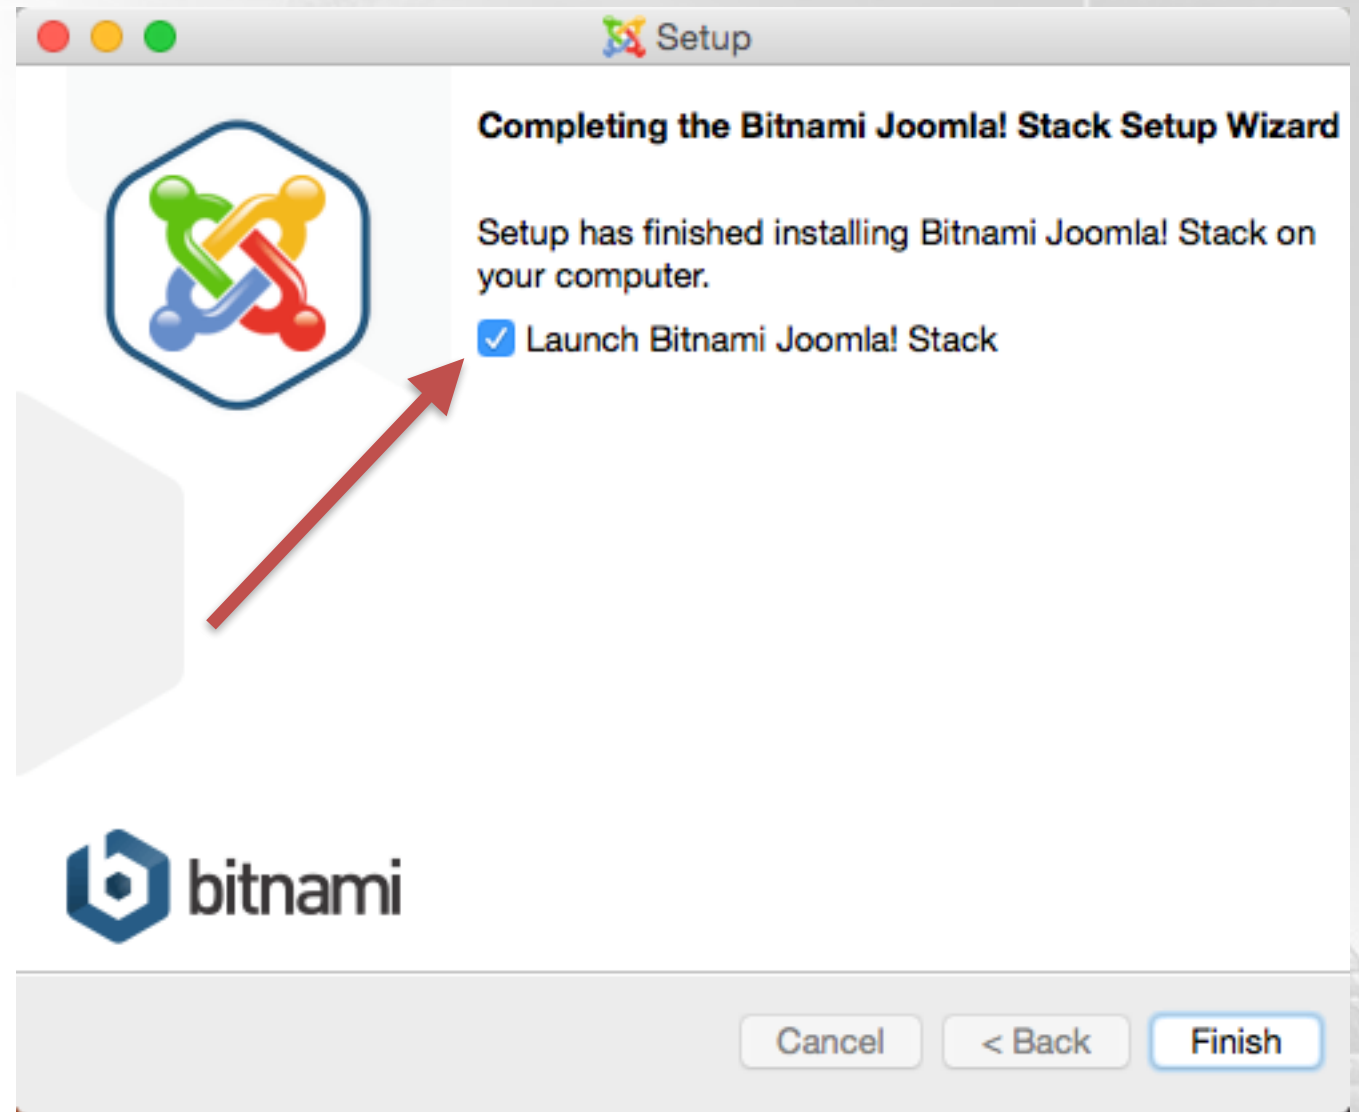 Setup
Completing the Bitnami Joomla! Stack Setup Wizard
Setup has finished installing Bitnami Joomla! Stack on
your computer.
Launch Bitnami Joomla! Stack
bitnami
Cancel
< Back
Finish